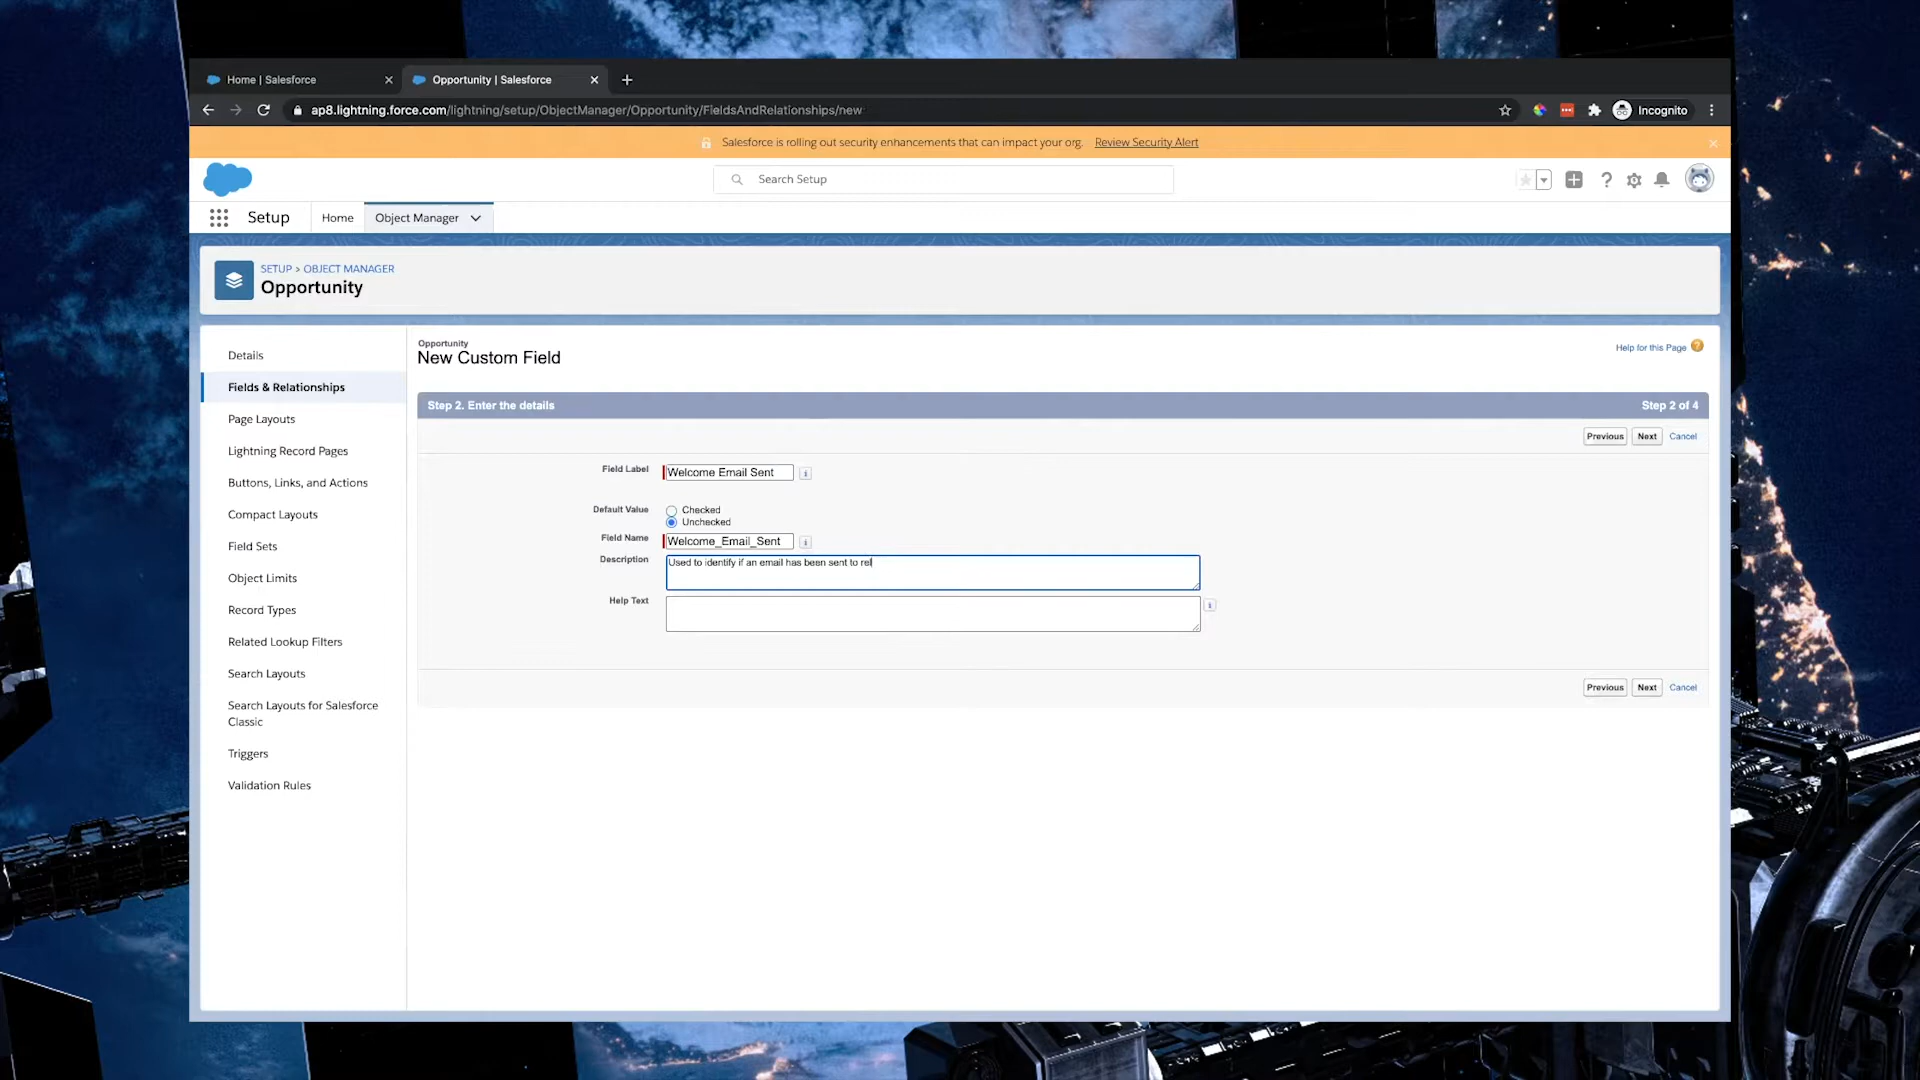 Home | Salesforce
Opportunity | Salesforce
ap8.lightning.force.com/lightning/setup/ObjectManager/Opportunity/FieldsAndRelationships/new
Incognito
Salesforce is rolling out security enhancements that can impact your org. Review Security Alert
Search Setup
Setup
Home
Object Manager
SETUP > OBJECT MANAGER
Opportunity
Details
Fields & Relationships
Page Layouts
Lightning Record Pages
Buttons, Links, and Actions
Compact Layouts
Field Sets
Object Limits
Record Types
Related Lookup Filters
Search Layouts
Search Layouts for Salesforce
Classic
Triggers
Validation Rules
Opportunity
New Custom Field
Help for this Page
Step 2. Enter the details
Step 2 of 4
Previous Next Cancel
Field Label Welcome Email Sent
Default Value Checked
Unchecked
Field Name Welcome_Email_Sent
Description Used to identify if an email has been sent to rel
Help Text
Previous Next Cancel